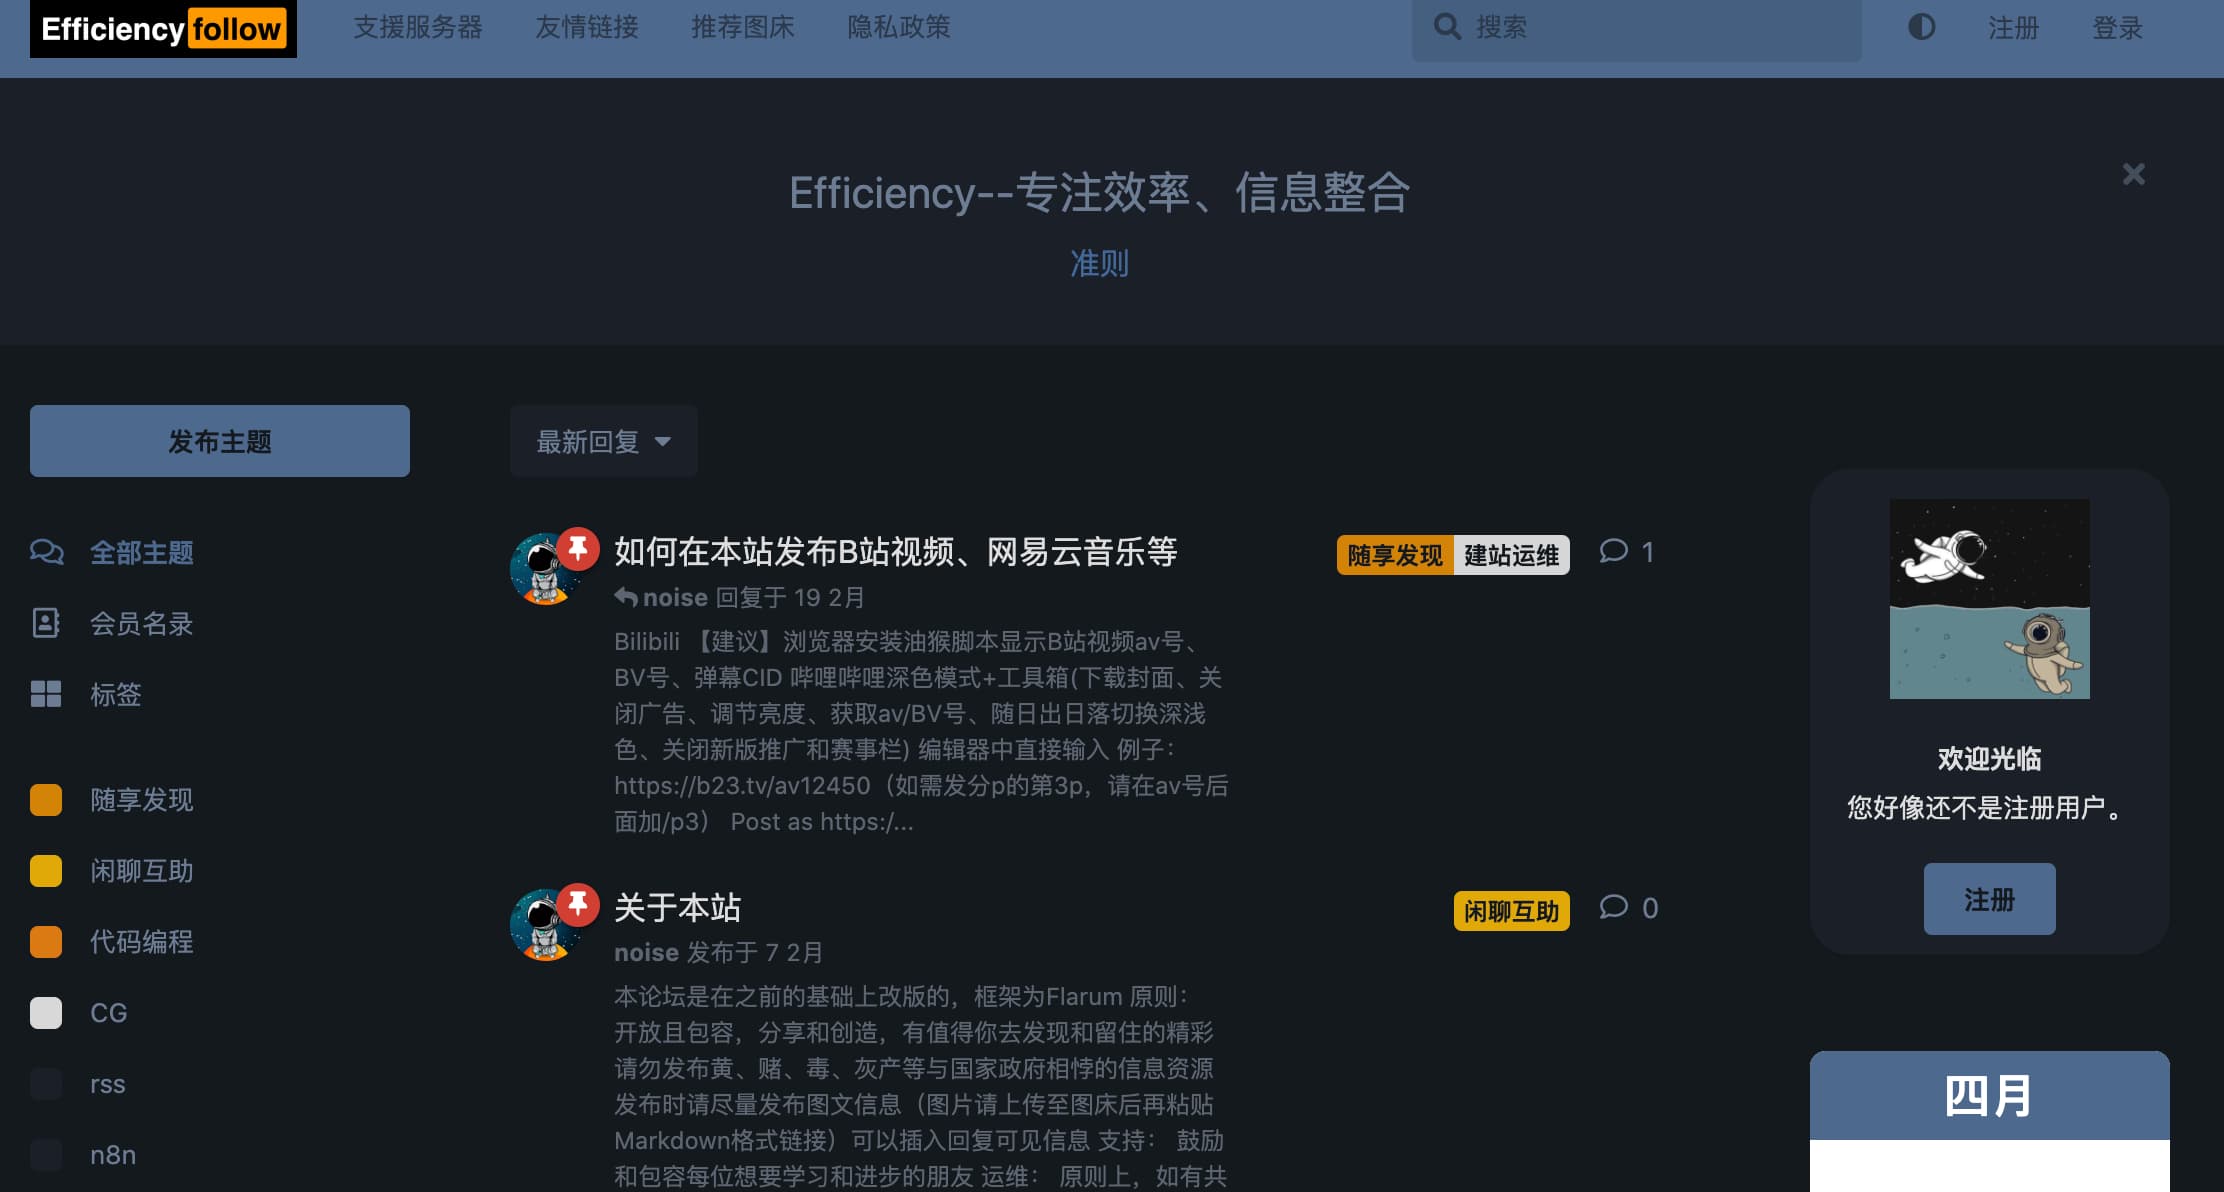 Efficiency follow
支援服务器
友情链接
推荐图床
隐私政策
搜索
注册
登录
Efficiency--专注效率、信息整合
准则
发布主题
全部主题
会员名录
标签
随享发现
闲聊互助
代码编程
CG
rss
n8n
最新回复
如何在本站发布B站视频、网易云音乐等
随享发现 建站运维
1
noise 回复于 19 2月
Bilibili 【建议】浏览器安装油猴脚本显示B站视频av号、
BV号、弹幕CID 哔哩哔哩深色模式+工具箱(下载封面、关
闭广告、调节亮度、获取av/BV号、随日出日落切换深浅
色、关闭新版推广和赛事栏) 编辑器中直接输入 例子：
https://b23.tv/av12450（如需发分p的第3p，请在av号后
面加/p3） Post as https:/...
关于本站
闲聊互助
0
noise 发布于 7 2月
本论坛是在之前的基础上改版的，框架为Flarum 原则：
开放且包容，分享和创造，有值得你去发现和留住的精彩
请勿发布黄、赌、毒、灰产等与国家政府相悖的信息资源
发布时请尽量发布图文信息（图片请上传至图床后再粘贴
Markdown格式链接）可以插入回复可见信息 支持： 鼓励
和包容每位想要学习和进步的朋友 运维： 原则上，如有共
欢迎光临
您好像还不是注册用户。
注册
四月